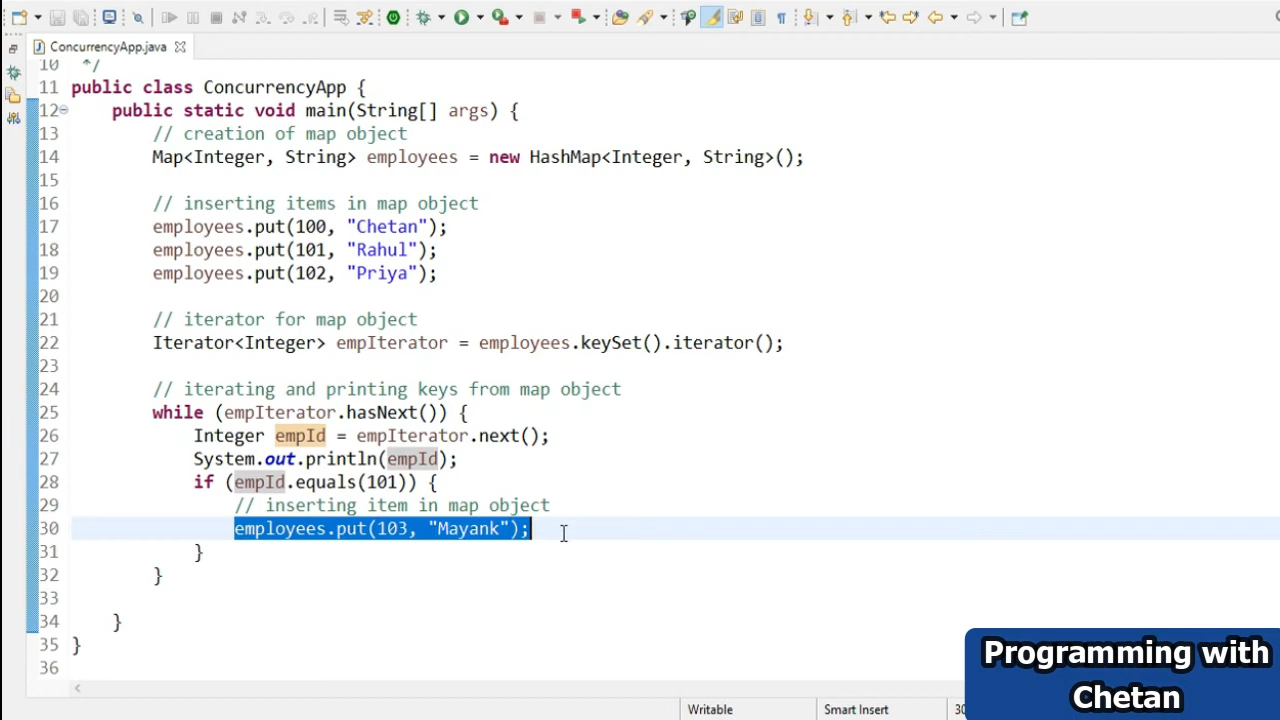 ConcurrencyApp.java
10 */
11 public class ConcurrencyApp {
12 public static void main(String[] args) {
13 // creation of map object
14 Map<Integer, String> employees = new HashMap<Integer, String>();
15
16 // inserting items in map object
17 employees.put(100, "Chetan");
18 employees.put(101, "Rahul");
19 employees.put(102, "Priya");
20
21 // iterator for map object
22 Iterator<Integer> empIterator = employees.keySet().iterator();
23
24 // iterating and printing keys from map object
25 while (empIterator.hasNext()) {
26 Integer empId = empIterator.next();
27 System.out.println(empId);
28 if (empId.equals(101)) {
29 // inserting item in map object
30 employees.put(103, "Mayank");
31 }
32 }
33
34 }
35 }
36
Programming with
Chetan
Writable Smart Insert 30